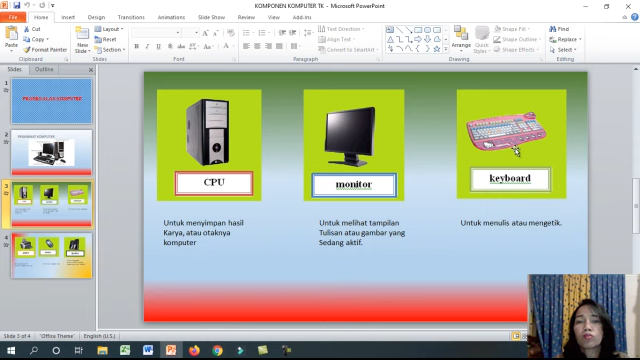 KOMPONEN KOMPUTER TK - Microsoft PowerPoint
File
Home
Insert
Design
Transitions
Animations
Slide Show
Review
View
Add-ins
Paste
Cut
Copy
Format Painter
Clipboard
New Slide
Layout
Reset
Section
Slides
Font
Paragraph
Text Direction
Align Text
Convert to SmartArt
Arrange
Quick Styles
Shape Fill
Shape Outline
Shape Effects
Drawing
Find
Replace
Select
Editing
Slides
Outline
1
2
3
4
CPU
monitor
keyboard
Untuk menyimpan hasil
Karya, atau otaknya
komputer
Untuk melihat tampilan
Tulisan atau gambar yang
Sedang aktif.
Untuk menulis atau mengetik.
Slide 3 of 4
"Office Theme"
English (U.S.)